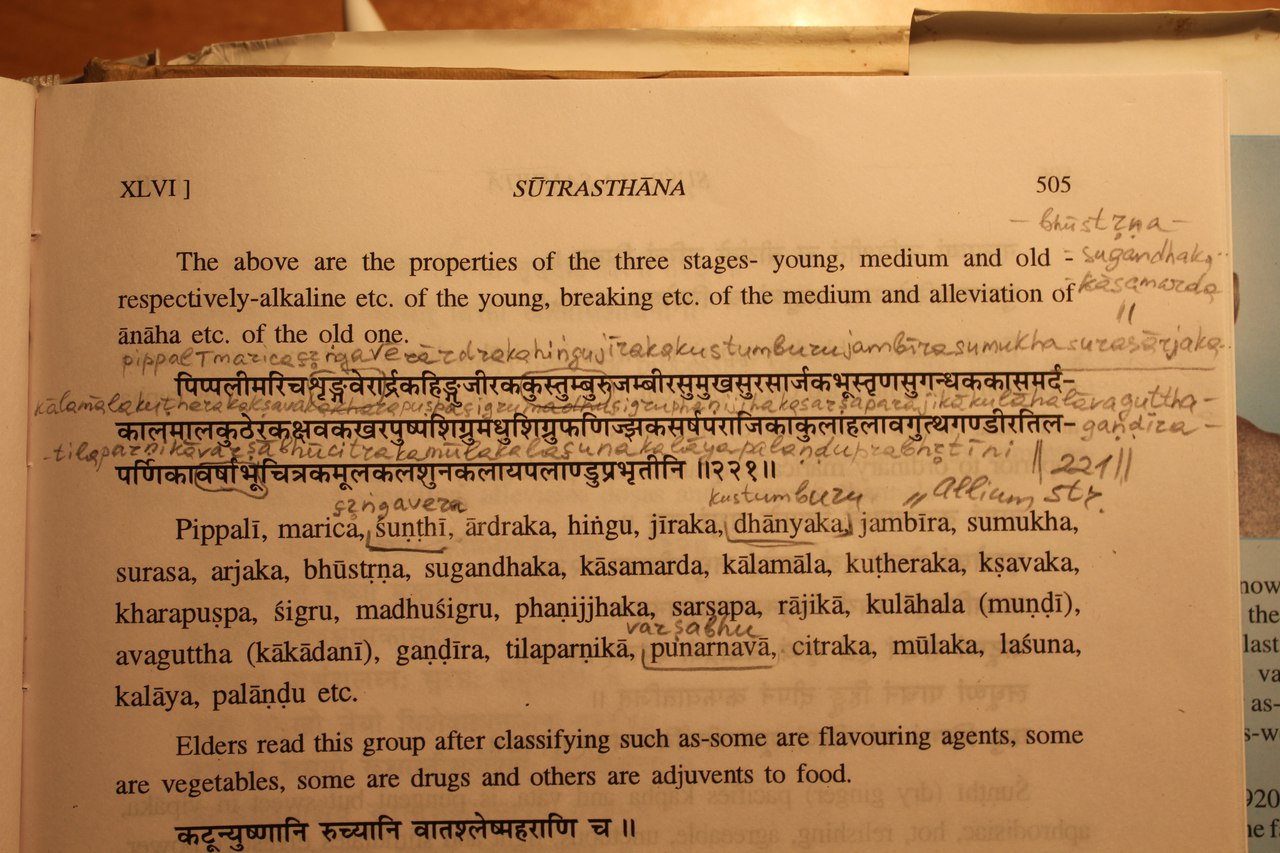 XLVI ] SŪTRASTHĀNA 505
- bhūstṛṇa -
The above are the properties of the three stages- young, medium and old - sugandhaka
respectively-alkaline etc. of the young, breaking etc. of the medium and alleviation of kāsamarda
ānāha etc. of the old one.
pippalīmaricaśṛṅgaverārdrakahiṅgujīrakakustumburujambīrasumukhasurasārjaka
पिप्पलीमरिचशृङ्गवेरार्द्रकहिङ्गुजीरककुस्तुम्बुरुजम्बीरसुमुखसुरसार्जकभूस्तृणसुगन्धककासमर्द-
कालमालकुठेरकक्षवकखरपुष्पशिग्रुमधुशिग्रुफणिज्झकसर्षपराजिकाकुलाहलावगुत्थगण्डीरतिल- gaṇḍīra -
-tilaparṇikāvarṣābhūcitrakamūlakalaśunakalāyapalāṇḍuprabhṛtīni ||221||
पर्णिकावर्षाभूचित्रकमूलकलशुनकलायपलाण्डुप्रभृतीनि ॥२२१॥
śṛṅgavera kustumburu "Allium str.
Pippalī, marica, śuṇṭhī, ārdraka, hiṅgu, jīraka, dhānyaka, jambīra, sumukha,
surasa, arjaka, bhūstṛṇa, sugandhaka, kāsamarda, kālamāla, kuṭheraka, kṣavaka,
kharapuṣpa, śigru, madhuśigru, phaṇijjhaka, sarṣapa, rājikā, kulāhala (muṇḍī),
varṣabhu
avaguttha (kākādanī), gaṇḍīra, tilaparṇikā, punarnavā, citraka, mūlaka, laśuna,
kalāya, palāṇḍu etc.
Elders read this group after classifying such as-some are flavouring agents, some
are vegetables, some are drugs and others are adjuvents to food.
कटून्युष्णानि रुच्यानि वातश्लेष्महराणि च ॥